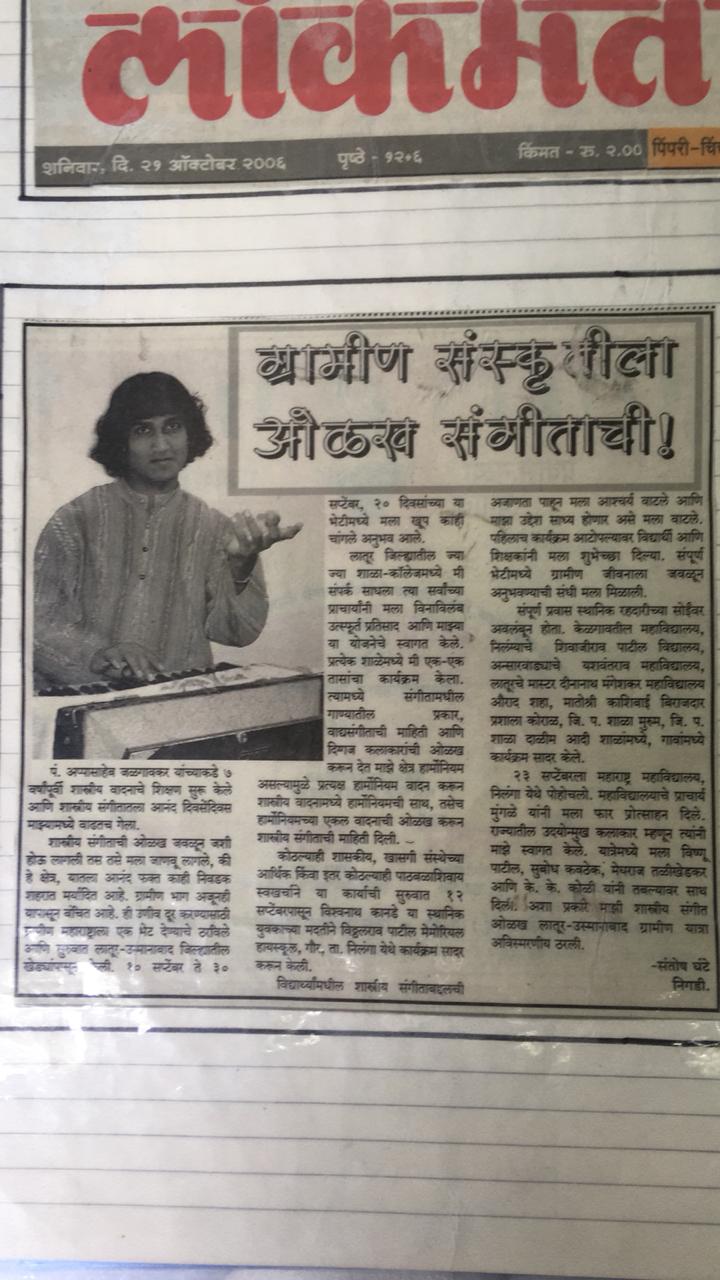 लोकमत
शनिवार, दि. २१ ऑक्टोबर २००६ पृष्ठे - १२+६ किंमत - रु. २.००
पिंपरी-चिं
ग्रामीण संस्कृतीला
ओळख संगीताची!
पं. अप्पासाहेब जळगावकर यांच्याकडे ७
वर्षांपूर्वी शास्त्रीय वादनाचे शिक्षण सुरू केले
आणि शास्त्रीय संगीतातला आनंद दिवसेंदिवस
माझ्यामध्ये वाढतच गेला.
शास्त्रीय संगीताची ओळख जवळून जशी
होऊ लागली तस तसे मला जाणवू लागले, की
हे क्षेत्र, यातला आनंद फक्त काही निवडक
शहरात मर्यादित आहे. ग्रामीण भाग अजूनही
यापासून वंचित आहे. ही उणीव दूर करण्यासाठी
ग्रामीण महाराष्ट्राला एक भेट देण्याचे ठरविले
आणि सुरुवात लातूर-उस्मानाबाद जिल्ह्यातील
खेड्यांपासून केली. १० सप्टेंबर ते ३०
सप्टेंबर, २० दिवसांच्या या
भेटीमध्ये मला खूप काही
चांगले अनुभव आले.
लातूर जिल्ह्यातील ज्या
ज्या शाळा-कॉलेजमध्ये मी
संपर्क साधला त्या सर्वांच्या
प्राचार्यांनी मला विनाविलंब
उत्स्फूर्त प्रतिसाद आणि माझ्या
या योजनेचे स्वागत केले.
प्रत्येक शाळेमध्ये मी एक-एक
तासांचा कार्यक्रम केला.
त्यामध्ये संगीतामधील
गाण्यातील प्रकार,
वाद्यसंगीताची माहिती आणि
दिग्गज कलाकारांची ओळख
करून देत माझे क्षेत्र हार्मोनियम
असल्यामुळे प्रत्यक्ष हार्मोनियम वादन करून
शास्त्रीय वादनामध्ये हार्मोनियमची साथ, तसेच
हार्मोनियमच्या एकल वादनाची ओळख करून
शास्त्रीय संगीताची माहिती दिली.
कोठल्याही शासकीय, खासगी संस्थेच्या
आर्थिक किंवा इतर कोठल्याही पाठबळाशिवाय
स्वखर्चाने या कार्याची सुरुवात १२
सप्टेंबरपासून विश्वनाथ कानडे या स्थानिक
युवकाच्या मदतीने विठ्ठलराव पाटील मेमोरियल
हायस्कूल, गौर, ता. निलंगा येथे कार्यक्रम सादर
करून केली.
विद्यार्थ्यांमधील शास्त्रीय संगीताबद्दलची
अजाणता पाहून मला आश्चर्य वाटले आणि
माझा उद्देश साध्य होणार असे मला वाटले.
पहिलाच कार्यक्रम आटोपल्यावर विद्यार्थी आणि
शिक्षकांनी मला शुभेच्छा दिल्या. संपूर्ण
भेटीमध्ये ग्रामीण जीवनाला जवळून
अनुभवण्याची संधी मला मिळाली.
संपूर्ण प्रवास स्थानिक रहदारीच्या सोईवर
अवलंबून होता. केळगावतील महाविद्यालय,
निलंग्याचे शिवाजीराव पाटील विद्यालय,
अन्सारवाड्याचे यशवंतराव महाविद्यालय,
लातूरचे मास्टर दीनानाथ मंगेशकर महाविद्यालय
औराद शहा, मातोश्री काशिबाई बिराजदार
प्रशाला कोराळ, जि. प. शाळा मुरूम, जि. प.
शाळा दाळीम आदी शाळांमध्ये, गावांमध्ये
कार्यक्रम सादर केले.
२३ सप्टेंबरला महाराष्ट्र महाविद्यालय,
निलंगा येथे पोहोचलो. महाविद्यालयाचे प्राचार्य
मुंगळे यांनी मला फार प्रोत्साहन दिले.
राज्यातील उदयोन्मुख कलाकार म्हणून त्यांनी
माझे स्वागत केले. यात्रेमध्ये मला विष्णू
पाटील, सुबोध कवठेक, मेघराज तळीखेडकर
आणि के. के. कोळी यांनी तबल्यावर साथ
दिली. अशा प्रकारे माझी शास्त्रीय संगीत
ओळख लातूर-उस्मानाबाद ग्रामीण यात्रा
अविस्मरणीय ठरली.
-संतोष घंटे
निगडी.